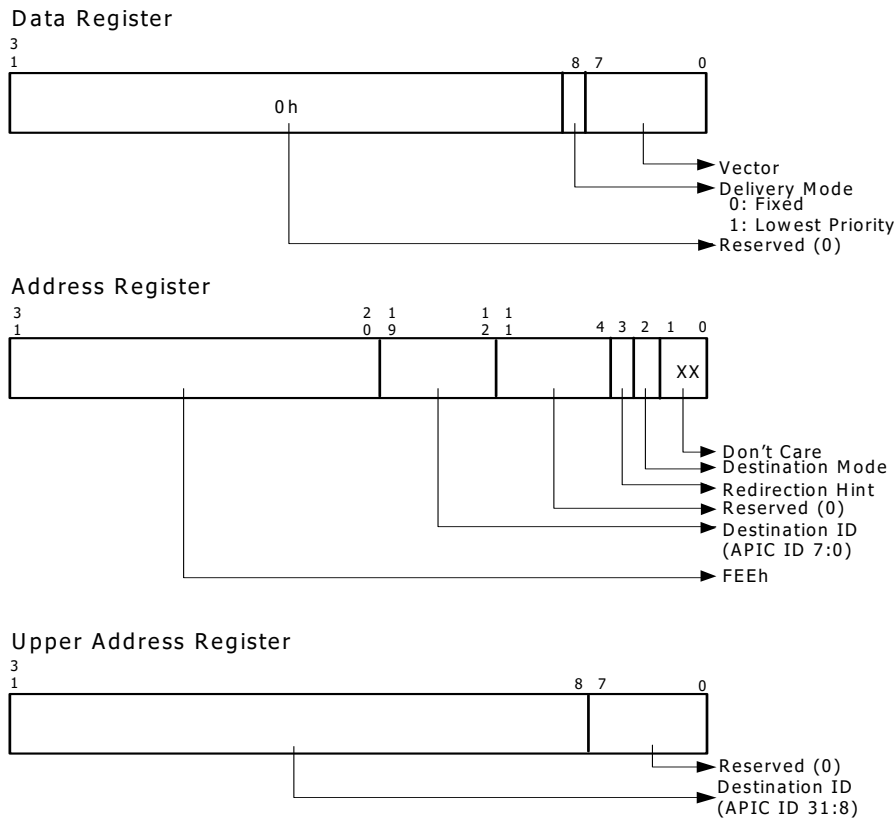 Data Register
3
1 8 7 0
0h
Vector
Delivery Mode
0: Fixed
1: Lowest Priority
Reserved (0)
Address Register
3 2 1 1 1
1 0 9 2 1 4 3 2 1 0
XX
Don't Care
Destination Mode
Redirection Hint
Reserved (0)
Destination ID
(APIC ID 7:0)
FEEh
Upper Address Register
3
1 8 7 0
Reserved (0)
Destination ID
(APIC ID 31:8)